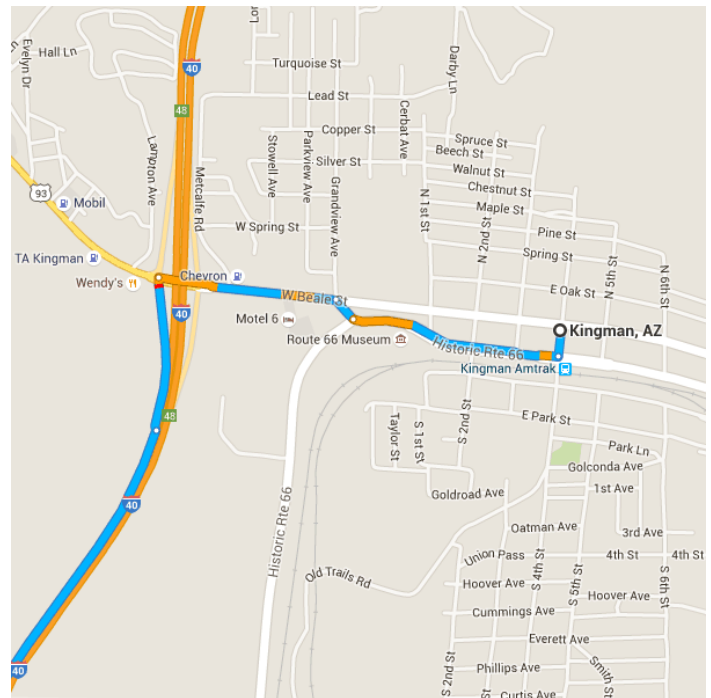 Hall Ln
Evelyn Dr
Lampton Ave
40
48
Metcalfe Rd
Turquoise St
Lead St
Darby Ln
Copper St
Cerbat Ave
Silver St
Stowell Ave
Parkview Ave
Grandview Ave
W Spring St
Spruce St
Beech St
Walnut St
Chestnut St
Maple St
Pine St
Spring St
E Oak St
N 1st St
N 2nd St
N 5th St
N 6th St
93
Mobil
TA Kingman
Wendy's
Chevron
40
W Beale St
Motel 6
Route 66 Museum
Historic Rte 66
Kingman, AZ
Kingman Amtrak
48
40
E Park St
Park Ln
Taylor St
S 1st St
S 2nd St
Golconda Ave
Goldroad Ave
1st Ave
Oatman Ave
3rd Ave
Historic Rte 66
Old Trails Rd
Union Pass
4th St
4th St
Hoover Ave
Hoover Ave
S 4th St
S 5th St
S 6th St
Cummings Ave
Everett Ave
S 2nd St
Phillips Ave
Smith St
Curtis Ave
40